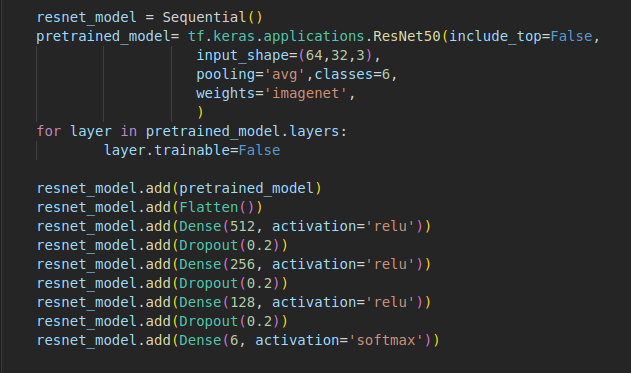 resnet_model = Sequential()
pretrained_model= tf.keras.applications.ResNet50(include_top=False,
input_shape=(64,32,3),
pooling='avg',classes=6,
weights='imagenet',
)
for layer in pretrained_model.layers:
layer.trainable=False
resnet_model.add(pretrained_model)
resnet_model.add(Flatten())
resnet_model.add(Dense(512, activation='relu'))
resnet_model.add(Dropout(0.2))
resnet_model.add(Dense(256, activation='relu'))
resnet_model.add(Dropout(0.2))
resnet_model.add(Dense(128, activation='relu'))
resnet_model.add(Dropout(0.2))
resnet_model.add(Dense(6, activation='softmax'))